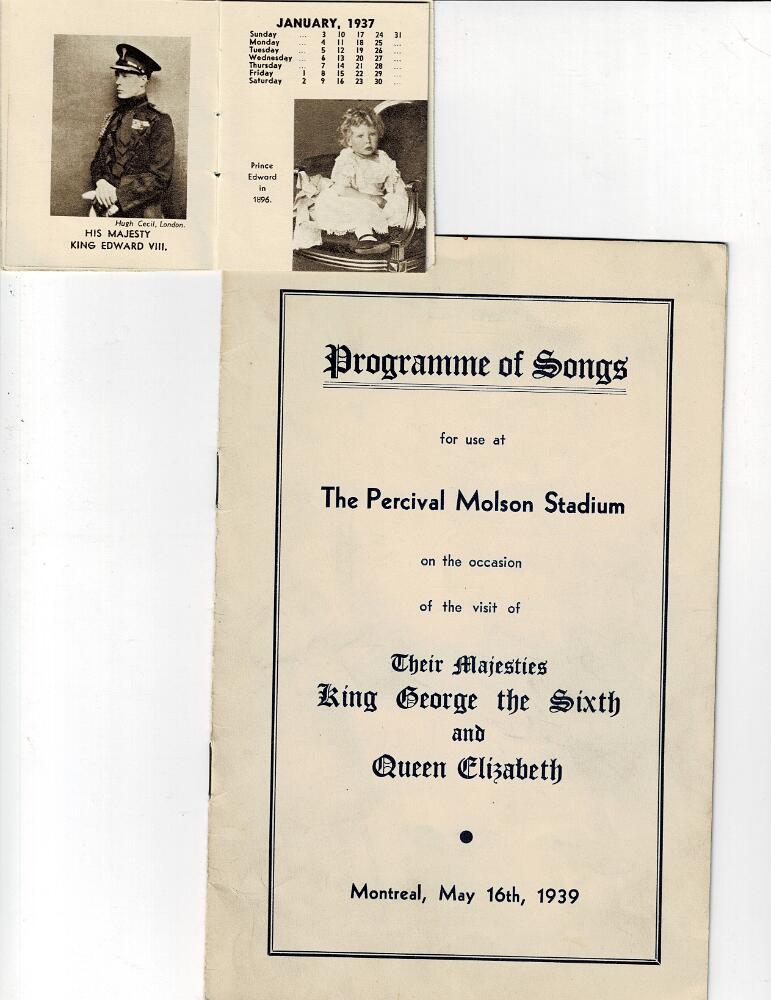 Hugh Cecil, London.
HIS MAJESTY
KING EDWARD VIII.
JANUARY, 1937
Sunday ... 3 10 17 24 31
Monday ... 4 11 18 25 ...
Tuesday ... 5 12 19 26 ...
Wednesday ... 6 13 20 27 ...
Thursday ... 7 14 21 28 ...
Friday 1 8 15 22 29 ...
Saturday 2 9 16 23 30 ...
Prince
Edward
in
1896.
Programme of Songs
for use at
The Percival Molson Stadium
on the occasion
of the visit of
Their Majesties
King George the Sixth
and
Queen Elizabeth
Montreal, May 16th, 1939